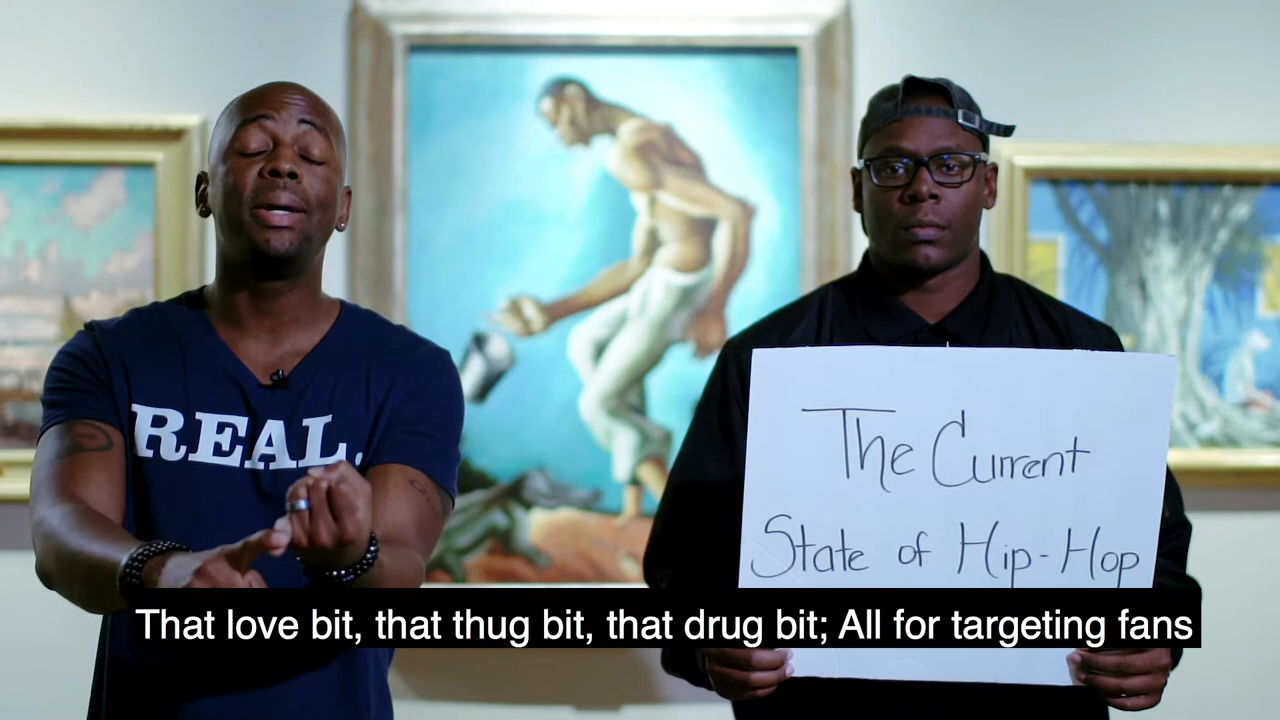 REAL.
The Current
State of Hip-Hop
That love bit, that thug bit, that drug bit; All for targeting fans